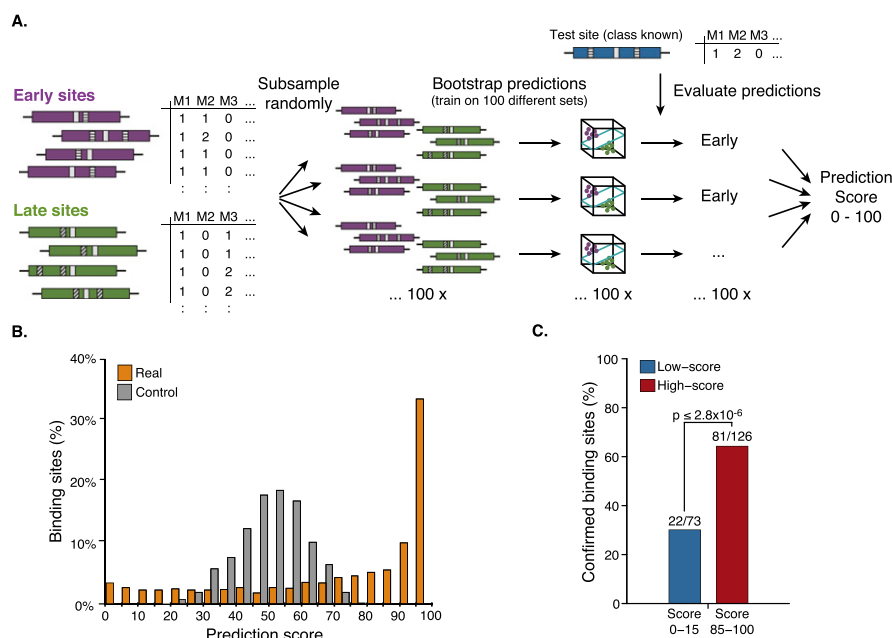 A.
Test site (class known)
M1 M2 M3 ...
1 2 0 ...
Early sites
M1 M2 M3 ...
1 1 0 ...
1 2 0 ...
1 1 0 ...
1 1 0 ...
: : :
Late sites
M1 M2 M3 ...
1 0 1 ...
1 0 1 ...
1 0 2 ...
1 0 2 ...
: : :
Subsample
randomly
Bootstrap predictions
(train on 100 different sets)
Evaluate predictions
Early
Early
...
Prediction
Score
0 - 100
... 100 x
... 100 x
... 100 x
B.
40%
30%
20%
10%
0%
Binding sites (%)
Real
Control
0 10 20 30 40 50 60 70 80 90 100
Prediction score
C.
100
80
60
40
20
0
Confirmed binding sites (%)
Low–score
High–score
p ≤ 2.8x10⁻⁶
81/126
22/73
Score
0–15
Score
85–100